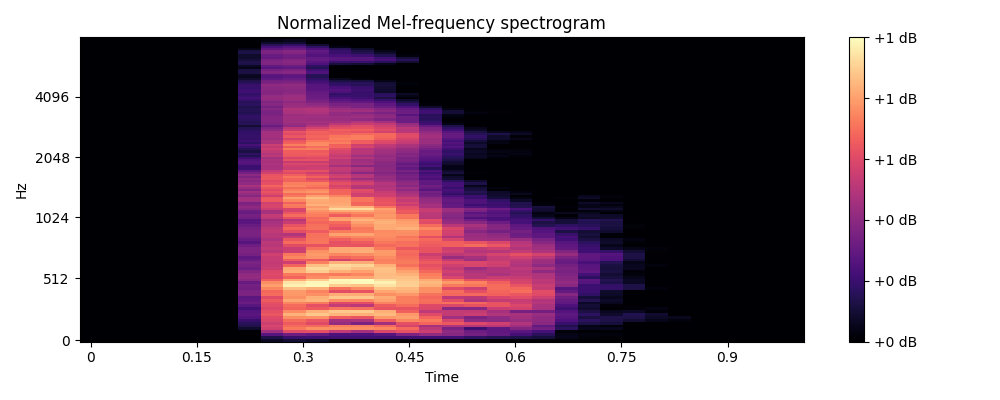 Normalized Mel-frequency spectrogram
Hz
4096
2048
1024
512
0
0 0.15 0.3 0.45 0.6 0.75 0.9
Time
+1 dB
+1 dB
+1 dB
+0 dB
+0 dB
+0 dB